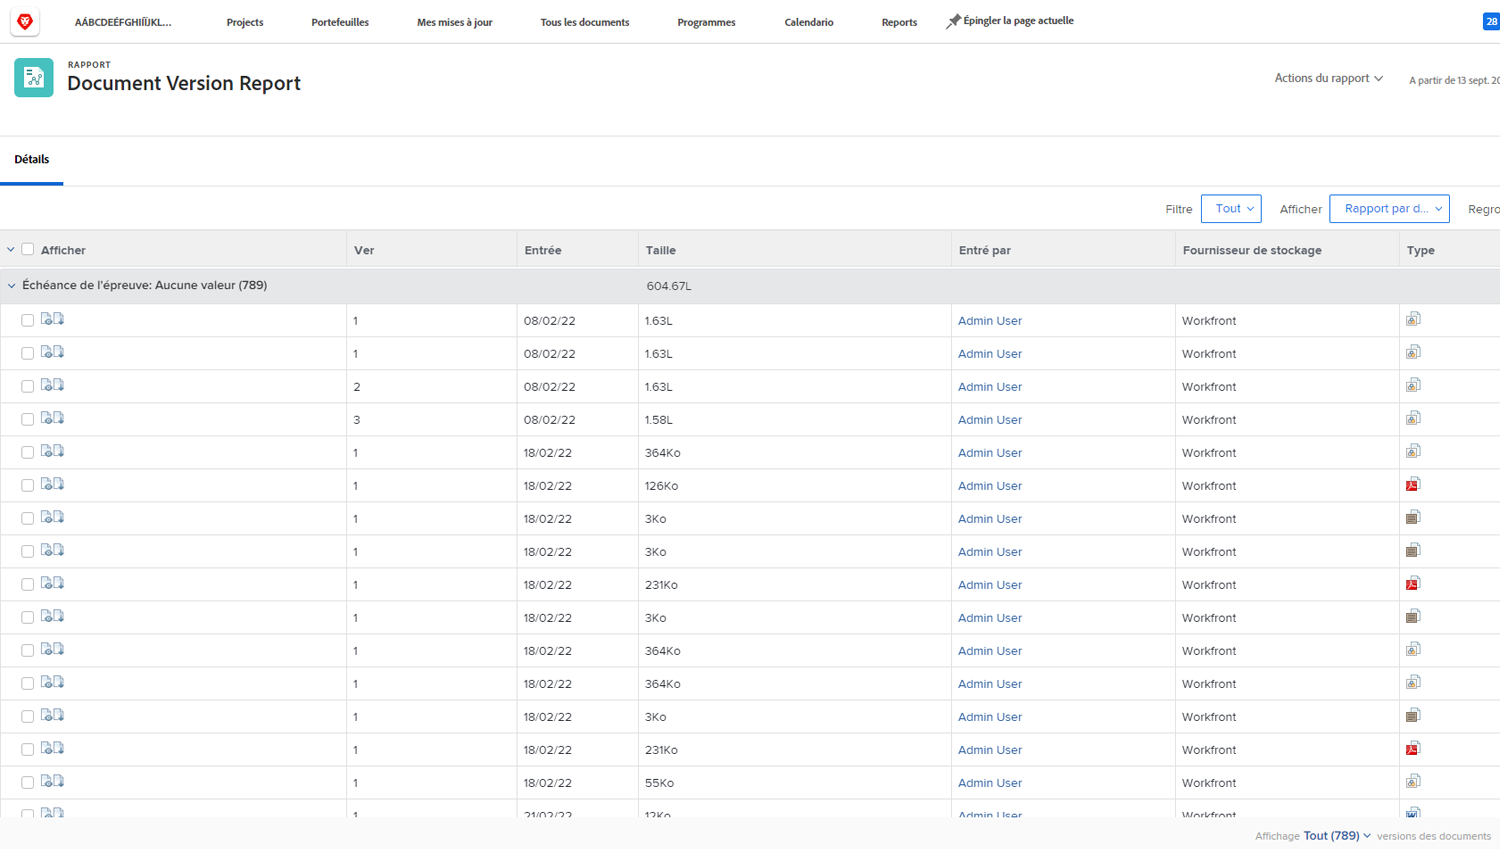 AÁBCDEÉFGHIÍÏJKL... Projects Portefeuilles Mes mises à jour Tous les documents Programmes Calendario Reports Épingler la page actuelle 28
RAPPORT
Document Version Report
Actions du rapport A partir de 13 sept. 20
Détails
Filtre Tout Afficher Rapport par d... Regro
Afficher Ver Entrée Taille Entré par Fournisseur de stockage Type
Échéance de l'épreuve: Aucune valeur (789) 604.67L
1 08/02/22 1.63L Admin User Workfront
1 08/02/22 1.63L Admin User Workfront
2 08/02/22 1.63L Admin User Workfront
3 08/02/22 1.58L Admin User Workfront
1 18/02/22 364Ko Admin User Workfront
1 18/02/22 126Ko Admin User Workfront
1 18/02/22 3Ko Admin User Workfront
1 18/02/22 3Ko Admin User Workfront
1 18/02/22 231Ko Admin User Workfront
1 18/02/22 3Ko Admin User Workfront
1 18/02/22 364Ko Admin User Workfront
1 18/02/22 364Ko Admin User Workfront
1 18/02/22 3Ko Admin User Workfront
1 18/02/22 231Ko Admin User Workfront
1 18/02/22 55Ko Admin User Workfront
1 21/02/22 12Ko Admin User Workfront
Affichage Tout (789) versions des documents